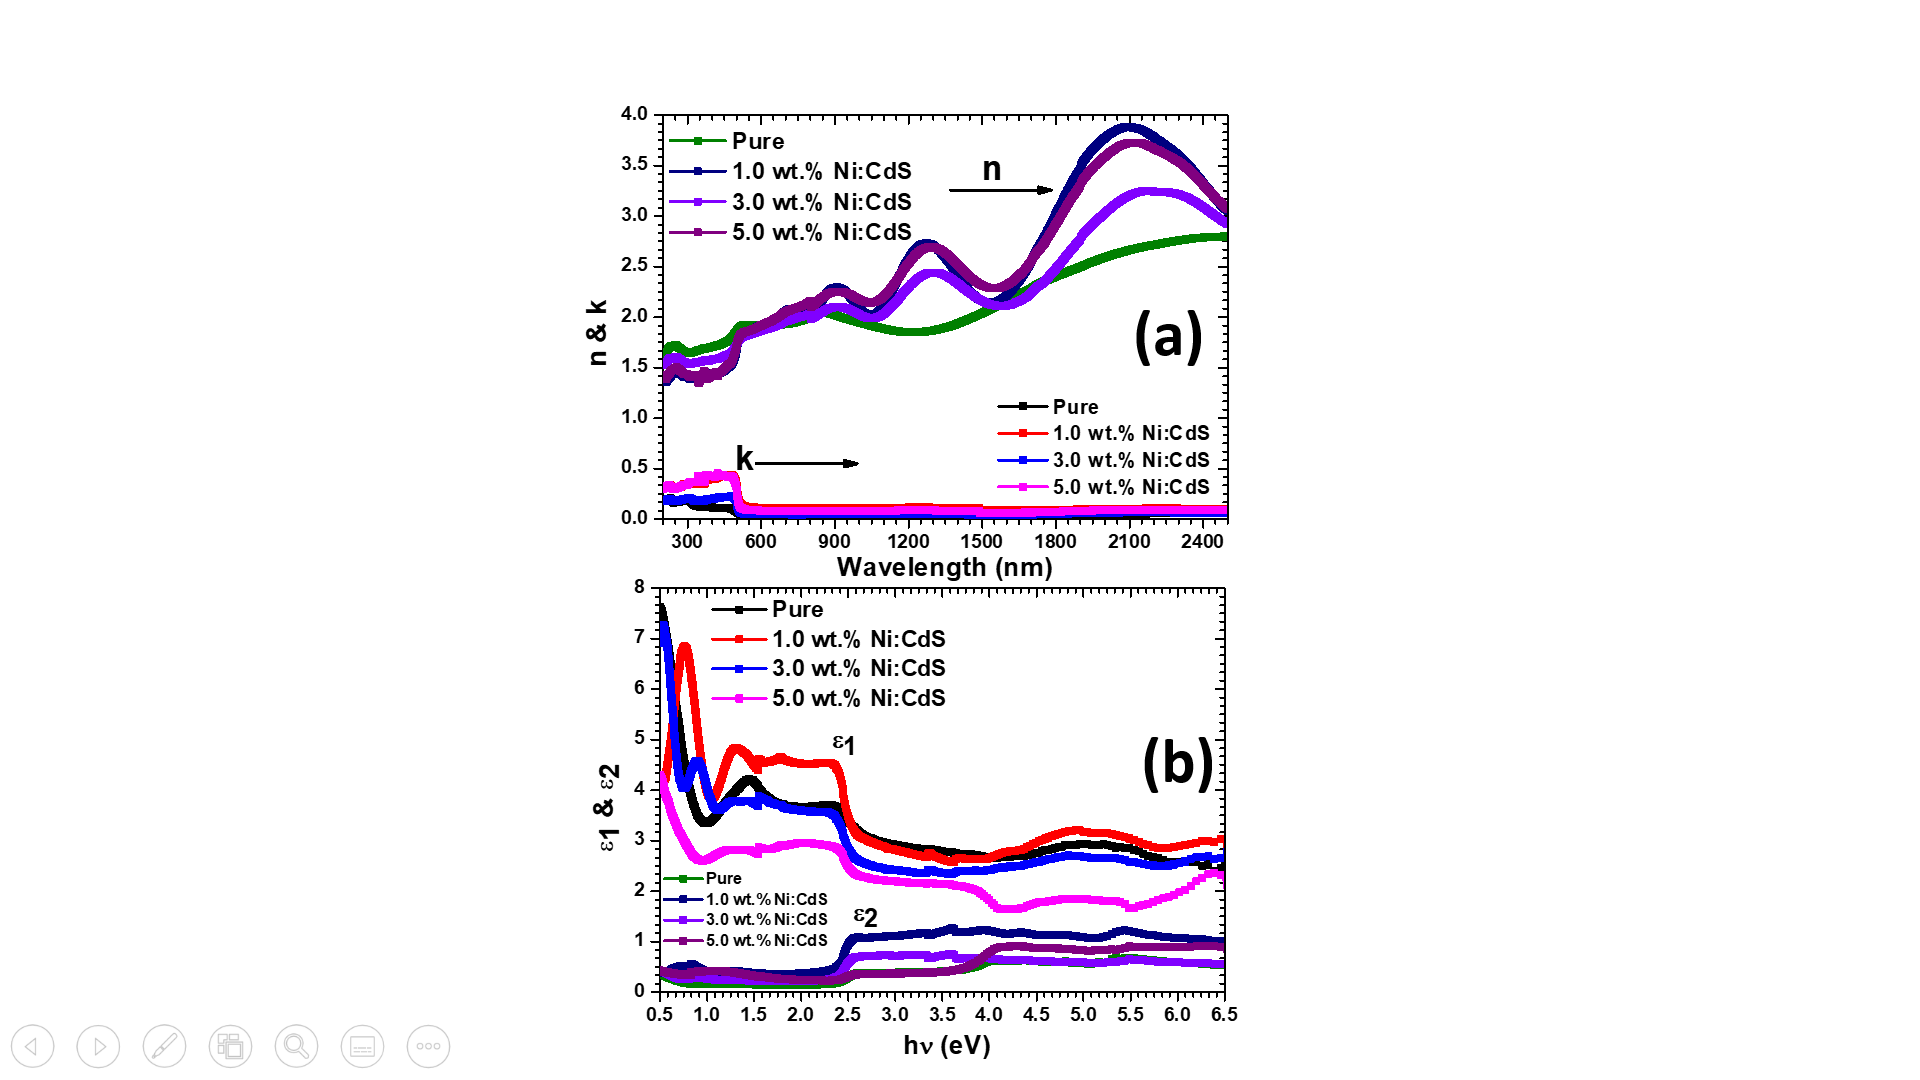 4.0
3.5
3.0
2.5
2.0
1.5
1.0
0.5
0.0
n & k
Pure
1.0 wt.% Ni:CdS
3.0 wt.% Ni:CdS
5.0 wt.% Ni:CdS
n
(a)
k
Pure
1.0 wt.% Ni:CdS
3.0 wt.% Ni:CdS
5.0 wt.% Ni:CdS
300 600 900 1200 1500 1800 2100 2400
Wavelength (nm)
8
7
6
5
4
3
2
1
0
ε1 & ε2
Pure
1.0 wt.% Ni:CdS
3.0 wt.% Ni:CdS
5.0 wt.% Ni:CdS
ε1
(b)
Pure
1.0 wt.% Ni:CdS
3.0 wt.% Ni:CdS
5.0 wt.% Ni:CdS
ε2
0.5 1.0 1.5 2.0 2.5 3.0 3.5 4.0 4.5 5.0 5.5 6.0 6.5
hν (eV)